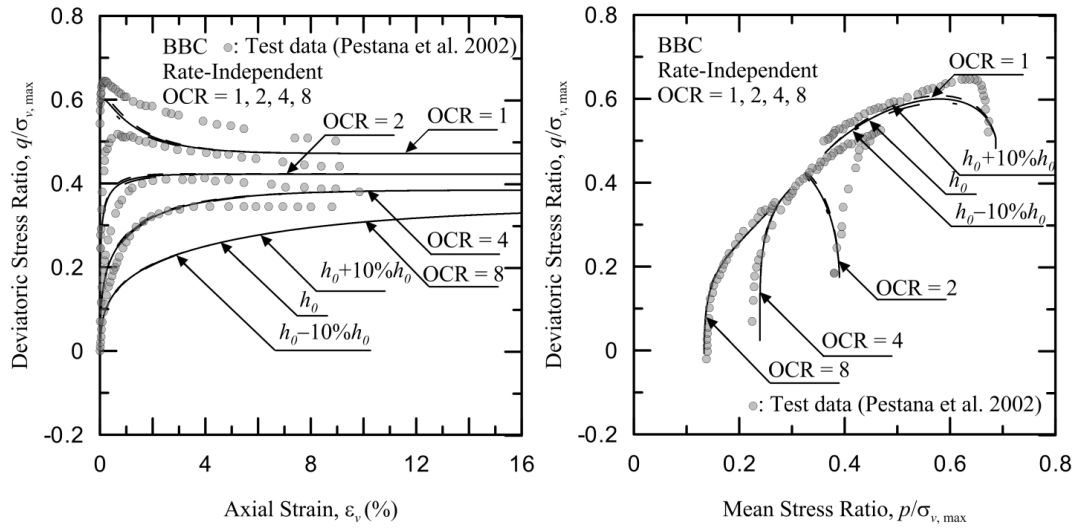 BBC
: Test data (Pestana et al. 2002)
Rate-Independent
OCR = 1, 2, 4, 8
OCR = 2
OCR = 1
OCR = 4
OCR = 8
h₀+10%h₀
h₀
h₀−10%h₀
0.8
0.6
0.4
0.2
0
-0.2
0
4
8
12
16
Deviatoric Stress Ratio, q/σv, max
Axial Strain, εv (%)
BBC
Rate-Independent
OCR = 1, 2, 4, 8
OCR = 1
h₀+10%h₀
h₀
h₀−10%h₀
OCR = 2
OCR = 4
OCR = 8
: Test data (Pestana et al. 2002)
0.8
0.6
0.4
0.2
0
-0.2
0
0.2
0.4
0.6
0.8
Deviatoric Stress Ratio, q/σv, max
Mean Stress Ratio, p/σv, max